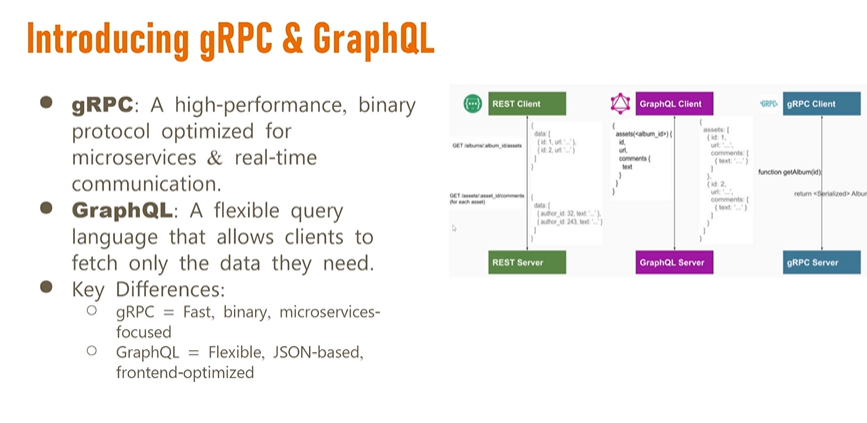 Introducing gRPC & GraphQL
● gRPC: A high-performance, binary
protocol optimized for
microservices & real-time
communication.
● GraphQL: A flexible query
language that allows clients to
fetch only the data they need.
● Key Differences:
○ gRPC = Fast, binary, microservices-
focused
○ GraphQL = Flexible, JSON-based,
frontend-optimized
REST Client
GET /albums/:album_id/assets
{
data: [
{id: 1, url: '...'},
{id: 2, url: '...'}
]
}
GET /assets/:asset_id/comments
(for each asset)
{
data: [
{author_id: 32, text: '...'},
{author_id: 243, text: '...'}
]
}
REST Server
GraphQL Client
{
assets(<album_id>) {
id,
url,
comments {
text
}
}
}
{
assets: [
{id: 1,
url: '...',
comments: [
{text: '...'}
]
},
{id: 2,
url: '...',
comments: [
{text: '...'}
]
}
]
}
GraphQL Server
gRPC
gRPC Client
function getAlbum(id)
return <Serialized> Albu
gRPC Server